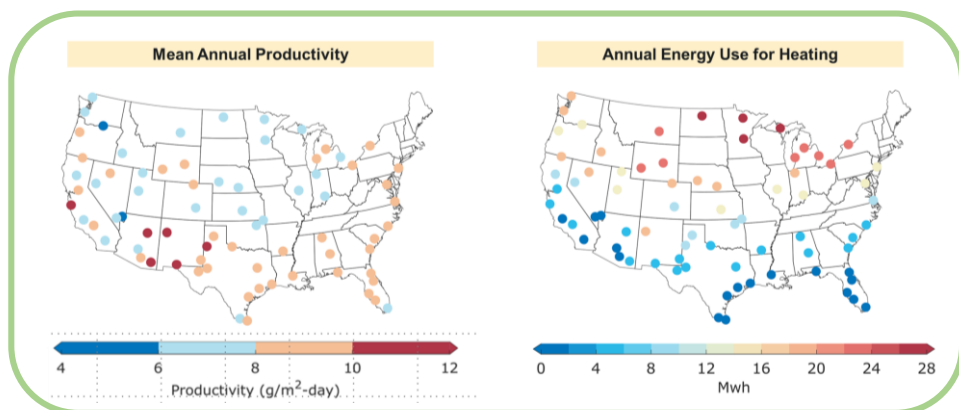 Mean Annual Productivity
Annual Energy Use for Heating
4 6 8 10 12
Productivity (g/m²-day)
0 4 8 12 16 20 24 28
Mwh